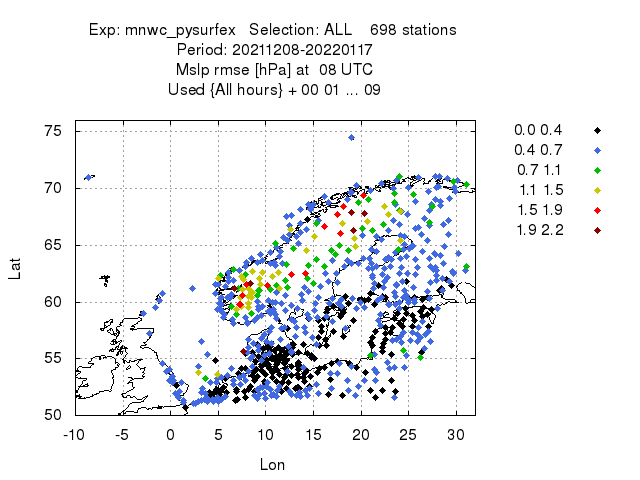 Exp: mnwc_pysurfex Selection: ALL 698 stations
Period: 20211208-20220117
Mslp rmse [hPa] at 08 UTC
Used {All hours} + 00 01 ... 09
0.0 0.4
0.4 0.7
0.7 1.1
1.1 1.5
1.5 1.9
1.9 2.2
75
70
65
60
55
50
Lat
-10 -5 0 5 10 15 20 25 30
Lon